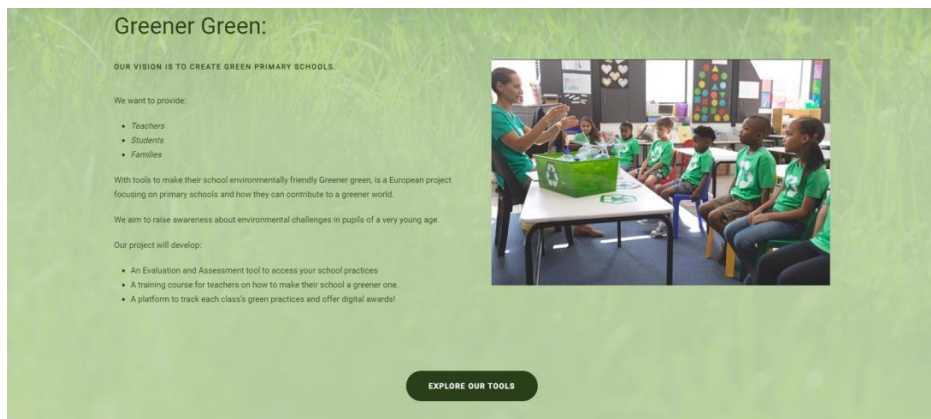 Greener Green:
OUR VISION IS TO CREATE GREEN PRIMARY SCHOOLS.
We want to provide:
• Teachers
• Students
• Families
With tools to make their school environmentally friendly Greener green, is a European project
focusing on primary schools and how they can contribute to a greener world.
We aim to raise awareness about environmental challenges in pupils of a very young age.
Our project will develop:
• An Evaluation and Assessment tool to access your school practices
• A training course for teachers on how to make their school a greener one.
• A platform to track each class's green practices and offer digital awards!
EXPLORE OUR TOOLS